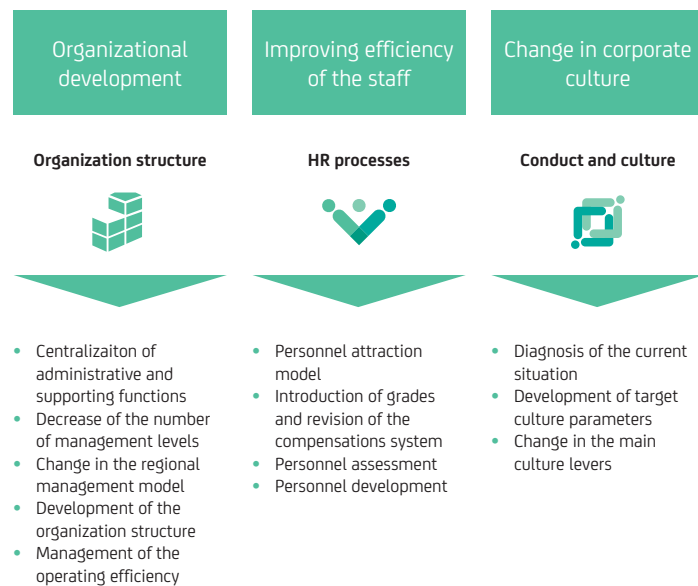 Organizational
development
Improving efficiency
of the staff
Change in corporate
culture
Organization structure
HR processes
Conduct and culture
• Centralizaiton of
administrative and
supporting functions
• Decrease of the number
of management levels
• Change in the regional
management model
• Development of the
organization structure
• Management of the
operating efficiency
• Personnel attraction
model
• Introduction of grades
and revision of the
compensations system
• Personnel assessment
• Personnel development
• Diagnosis of the current
situation
• Development of target
culture parameters
• Change in the main
culture levers